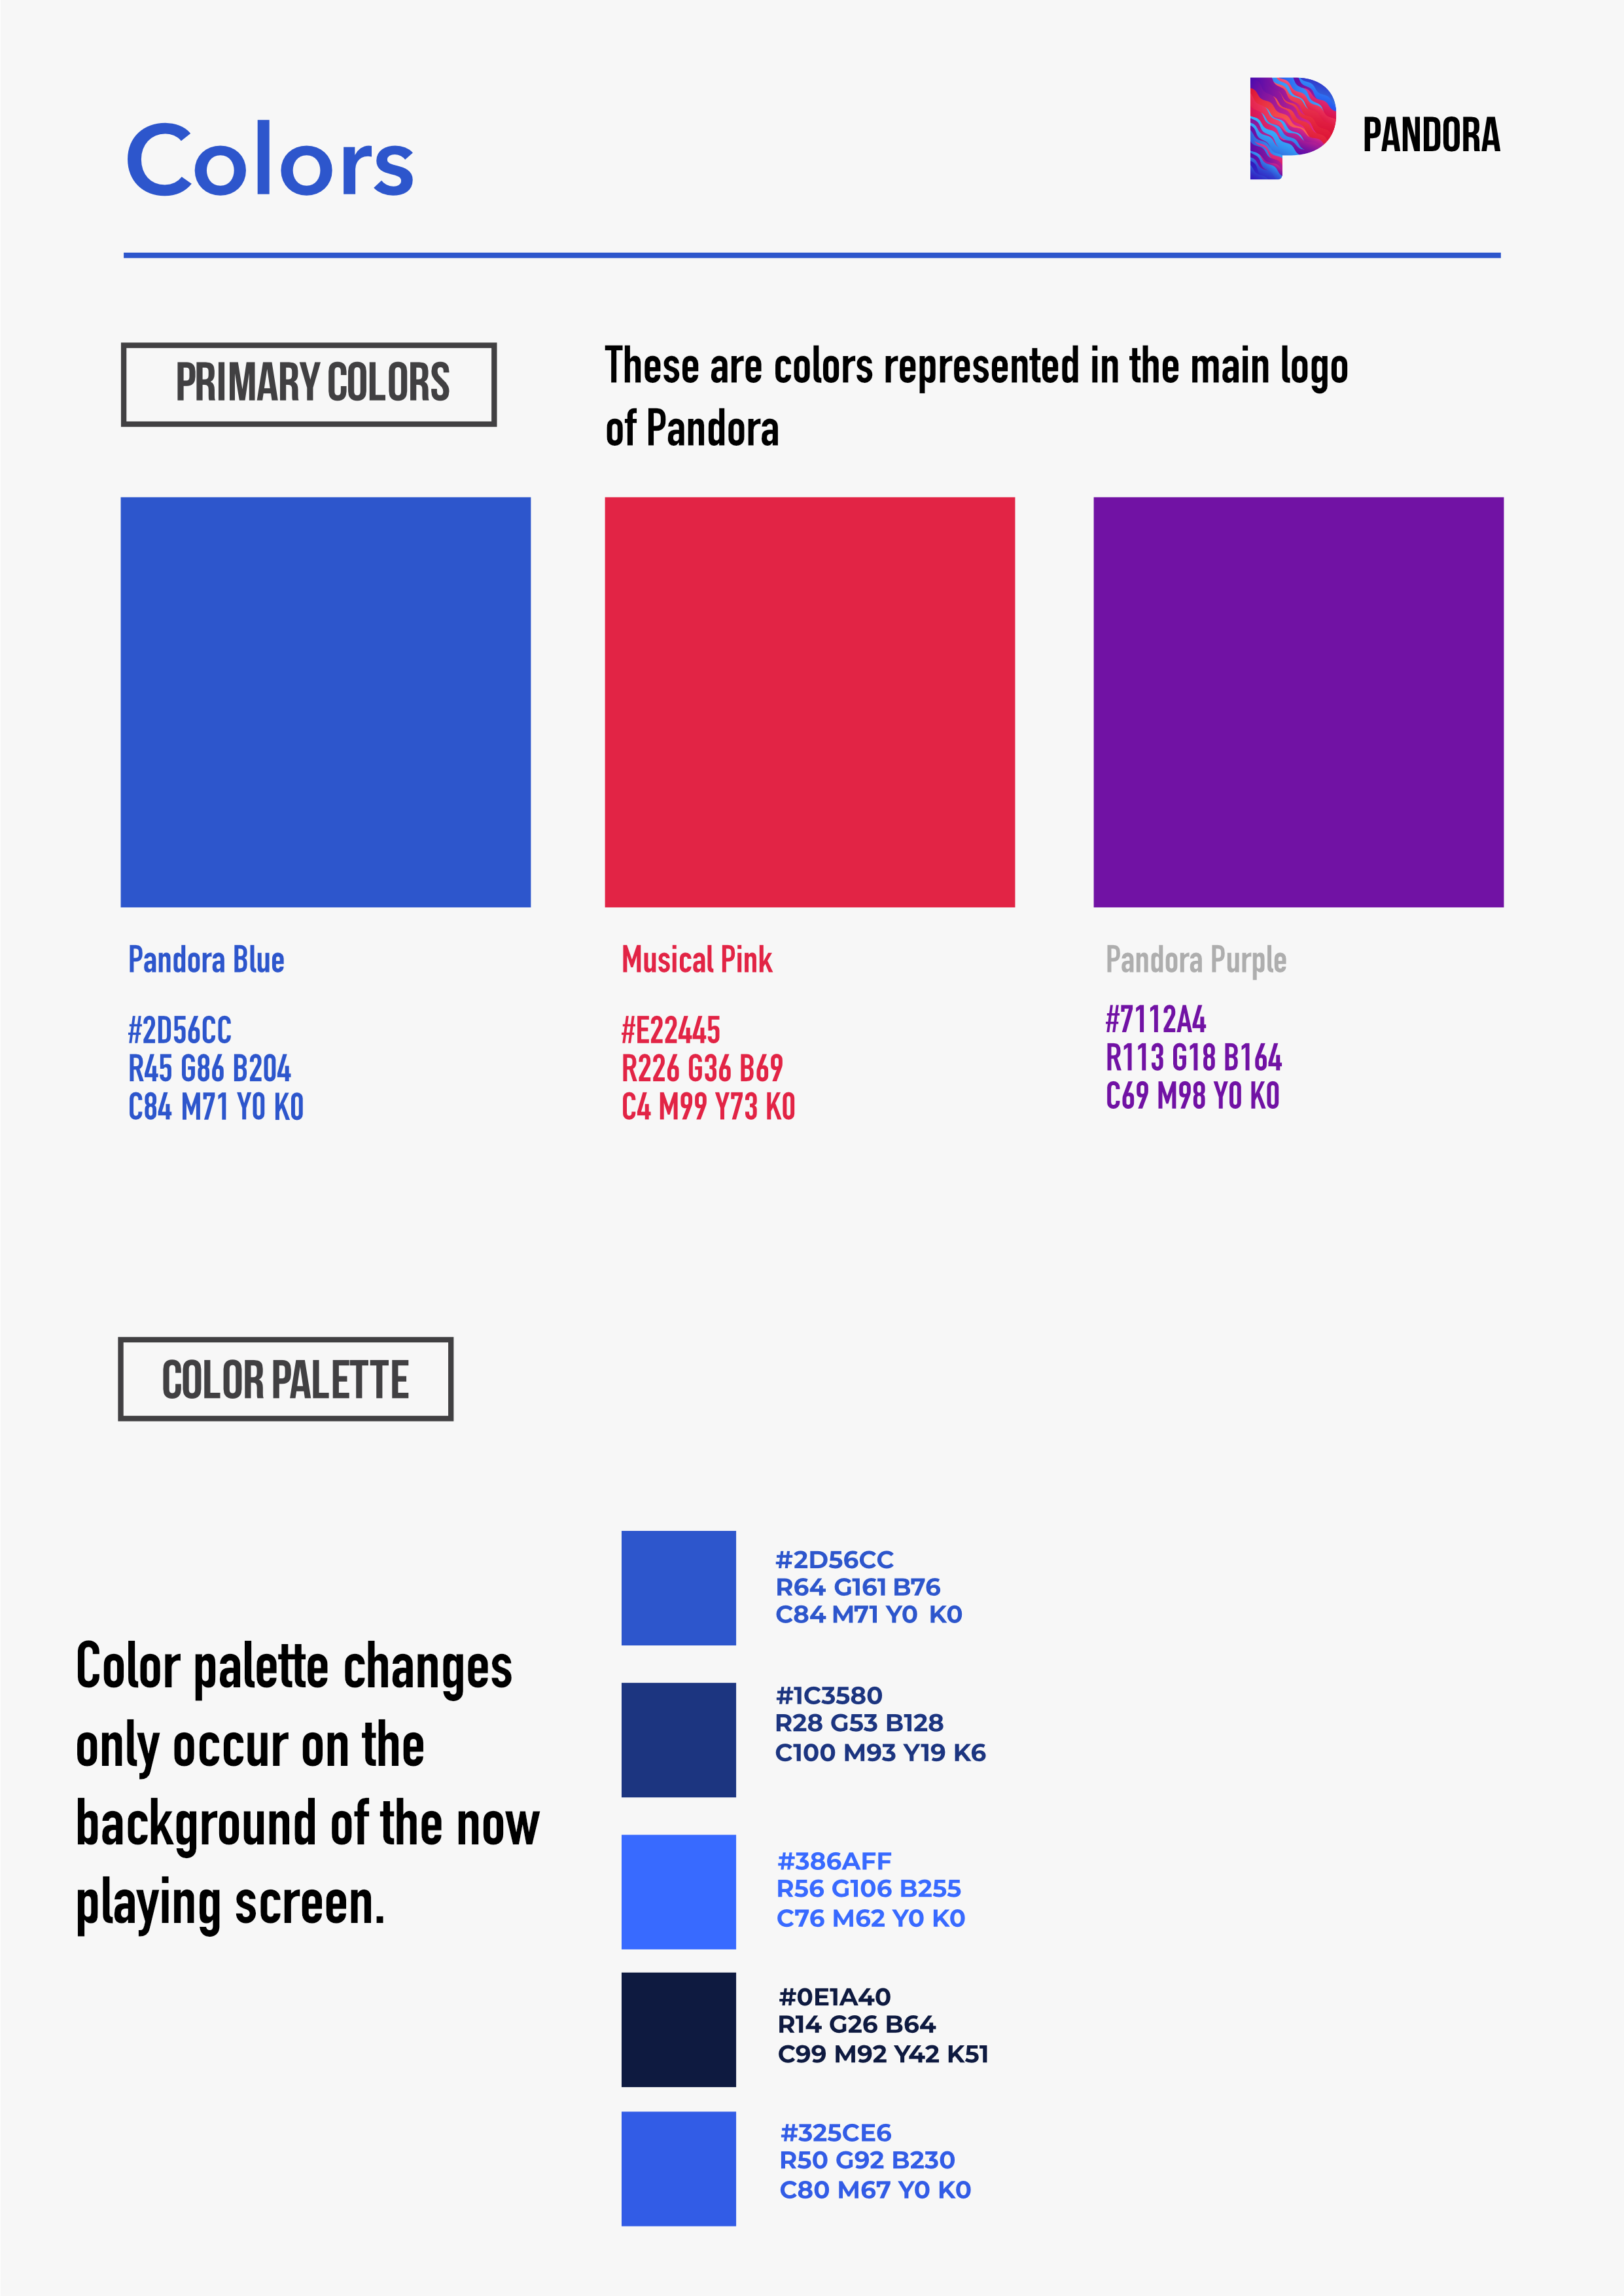 Colors
PANDORA
PRIMARY COLORS
These are colors represented in the main logo
of Pandora
Pandora Blue
#2D56CC
R45 G86 B204
C84 M71 Y0 K0
Musical Pink
#E22445
R226 G36 B69
C4 M99 Y73 K0
Pandora Purple
#7112A4
R113 G18 B164
C69 M98 Y0 K0
COLOR PALETTE
Color palette changes
only occur on the
background of the now
playing screen.
#2D56CC
R64 G161 B76
C84 M71 Y0 K0
#1C3580
R28 G53 B128
C100 M93 Y19 K6
#386AFF
R56 G106 B255
C76 M62 Y0 K0
#0E1A40
R14 G26 B64
C99 M92 Y42 K51
#325CE6
R50 G92 B230
C80 M67 Y0 K0